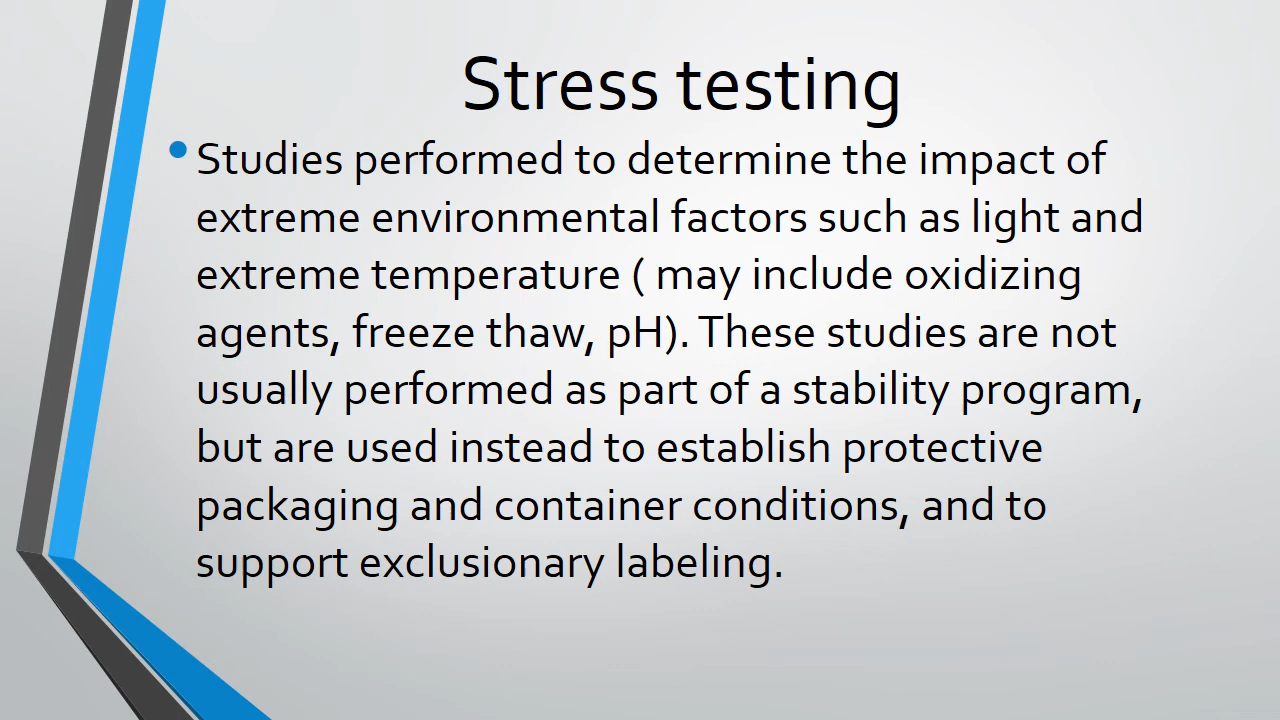 Stress testing
• Studies performed to determine the impact of
extreme environmental factors such as light and
extreme temperature ( may include oxidizing
agents, freeze thaw, pH). These studies are not
usually performed as part of a stability program,
but are used instead to establish protective
packaging and container conditions, and to
support exclusionary labeling.